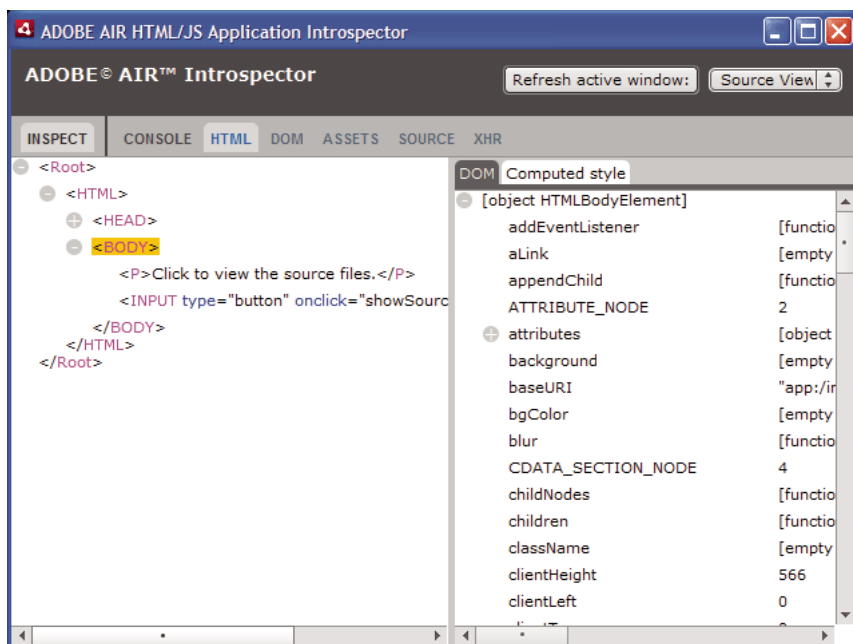 ADOBE AIR HTML/JS Application Introspector
ADOBE© AIR™ Introspector
Refresh active window: Source View
INSPECT CONSOLE HTML DOM ASSETS SOURCE XHR
<Root>
<HTML>
<HEAD>
<BODY>
<P>Click to view the source files.</P>
<INPUT type="button" onclick="showSourc
</BODY>
</HTML>
</Root>
DOM Computed style
[object HTMLBodyElement]
addEventListener [functio
aLink [empty
appendChild [functio
ATTRIBUTE_NODE 2
attributes [object
background [empty
baseURI "app:/in
bgColor [empty
blur [functio
CDATA_SECTION_NODE 4
childNodes [functio
children [functio
className [empty
clientHeight 566
clientLeft 0